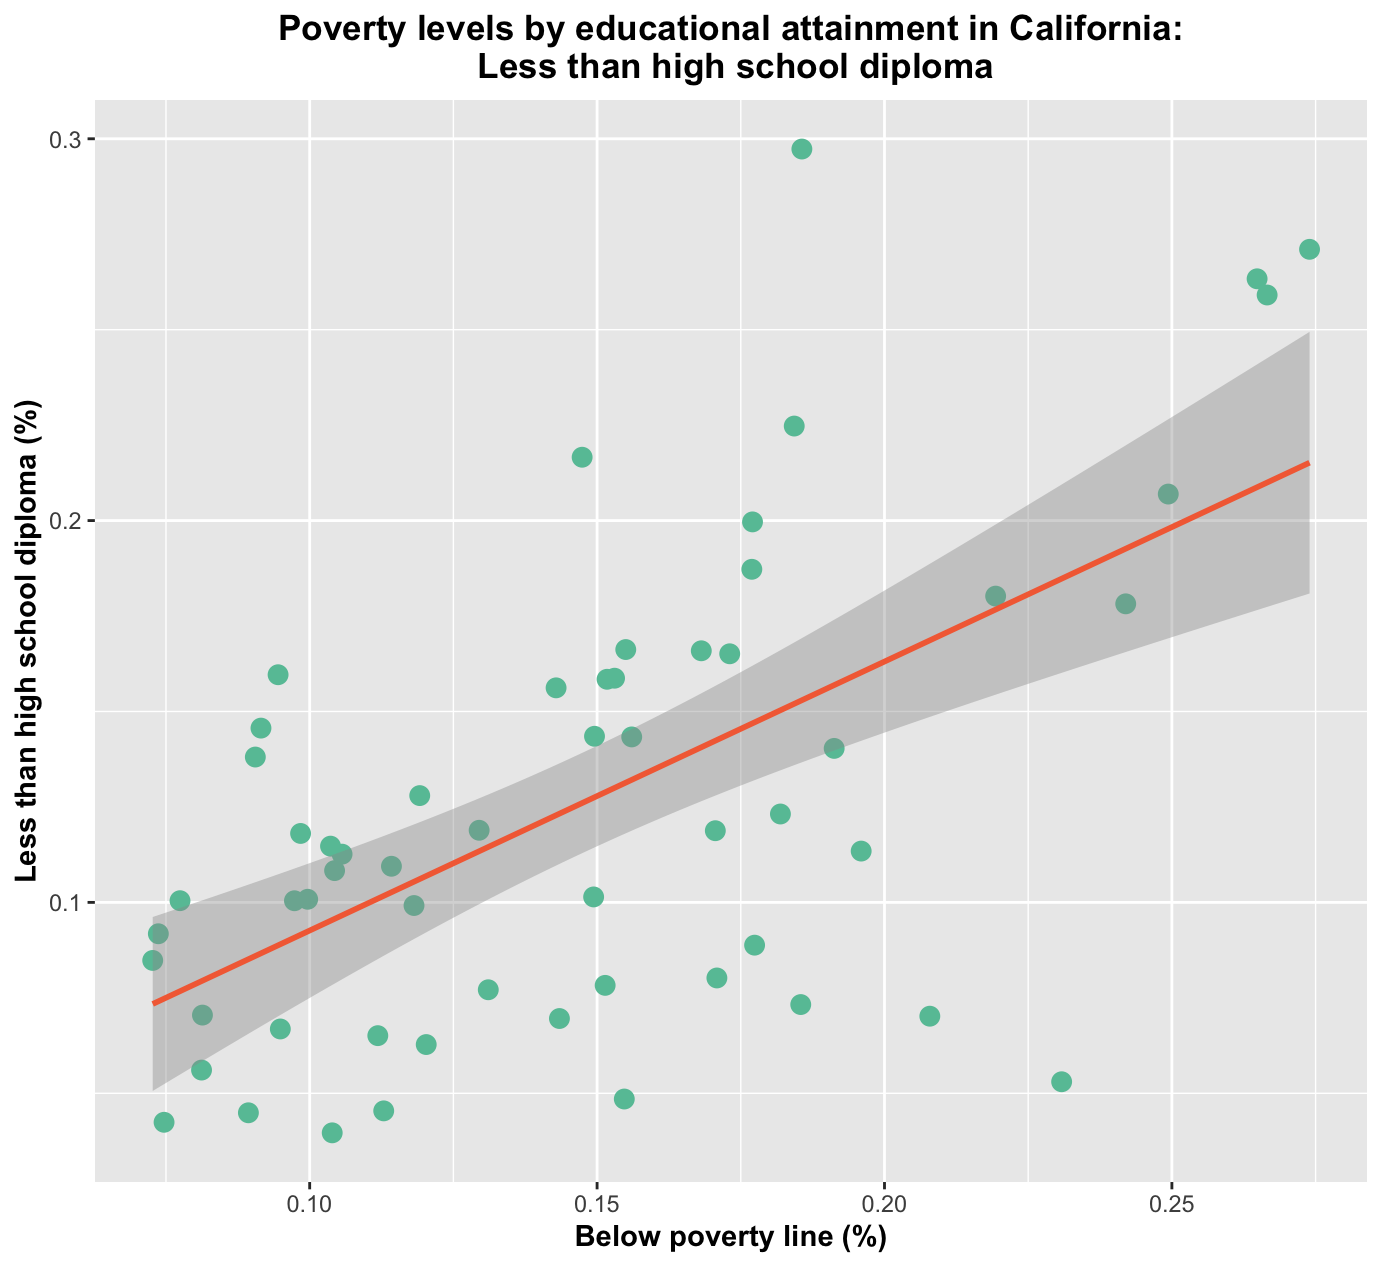 Poverty levels by educational attainment in California:
Less than high school diploma
Less than high school diploma (%)
0.3
0.2
0.1
0.10
0.15
0.20
0.25
Below poverty line (%)